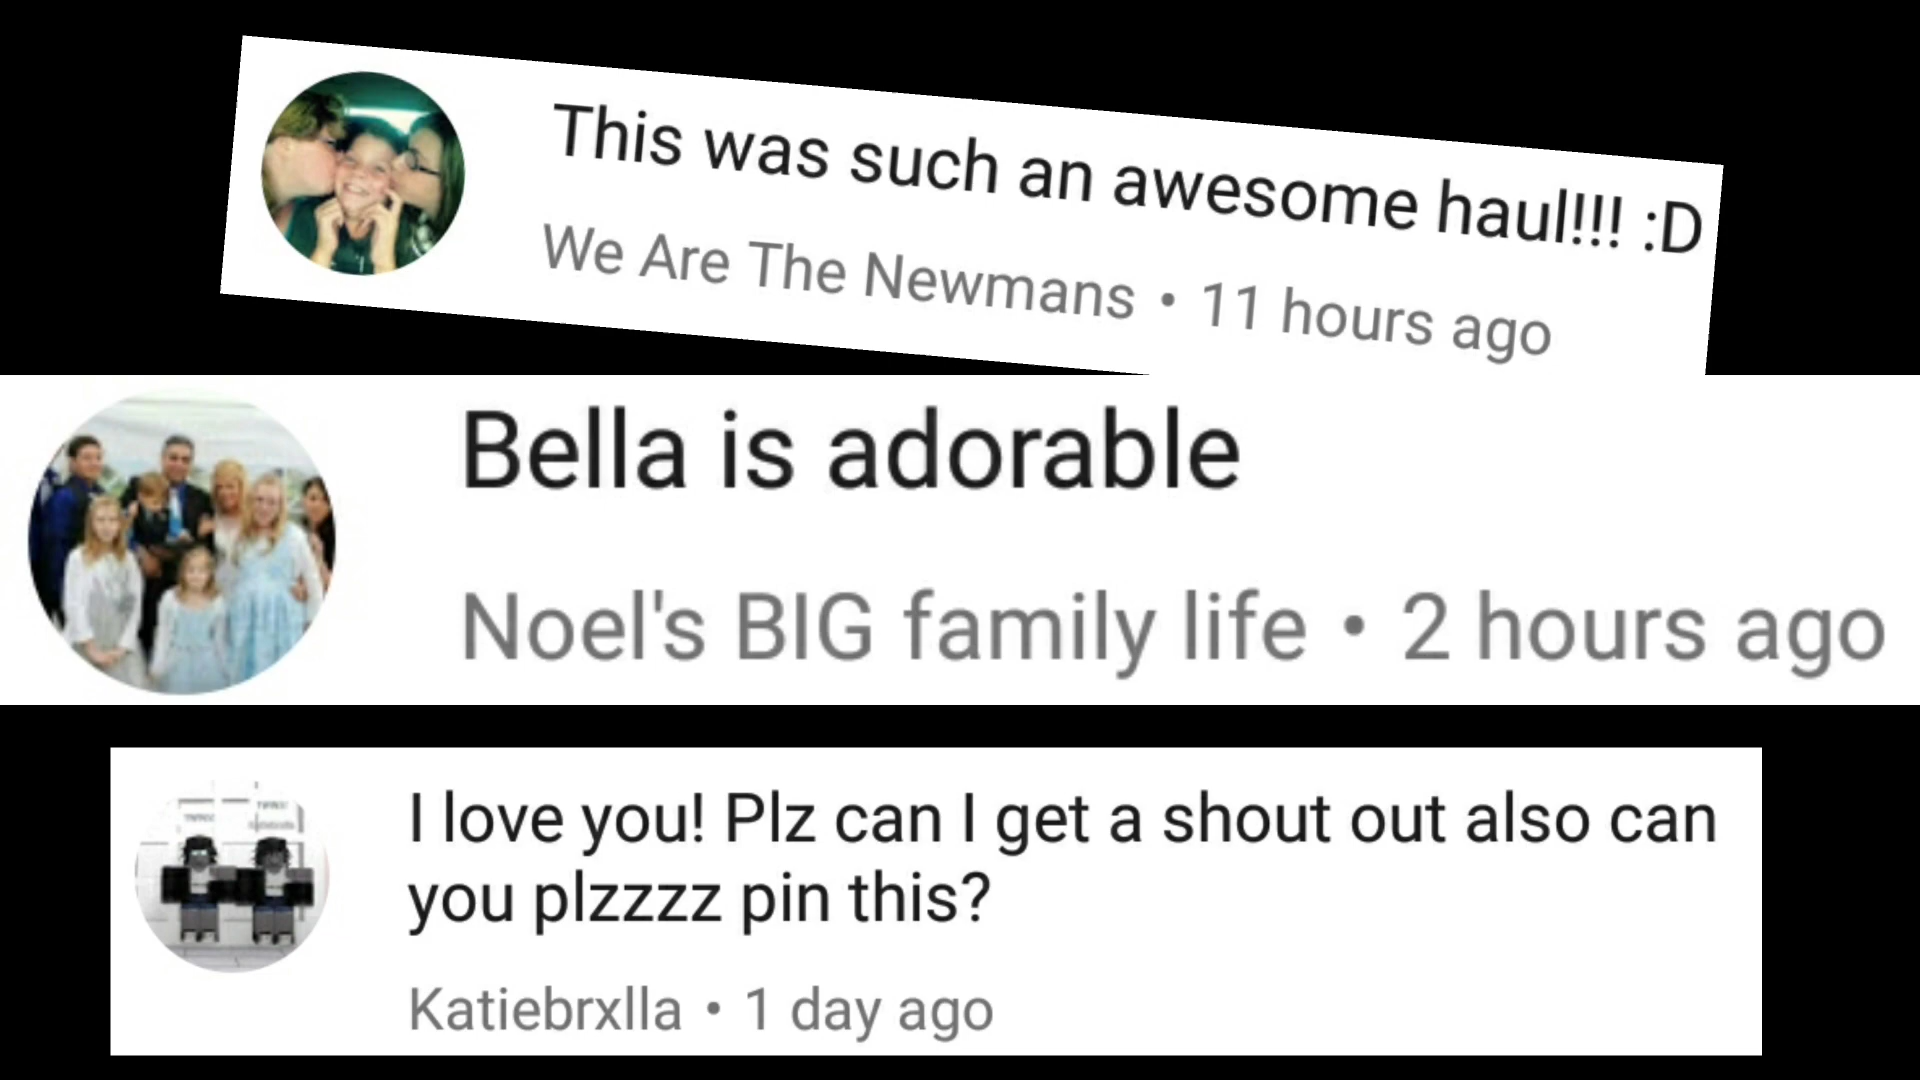 This was such an awesome haul!!! :D
We Are The Newmans • 11 hours ago
Bella is adorable
Noel's BIG family life • 2 hours ago
I love you! Plz can I get a shout out also can
you plzzzz pin this?
Katiebrxlla • 1 day ago